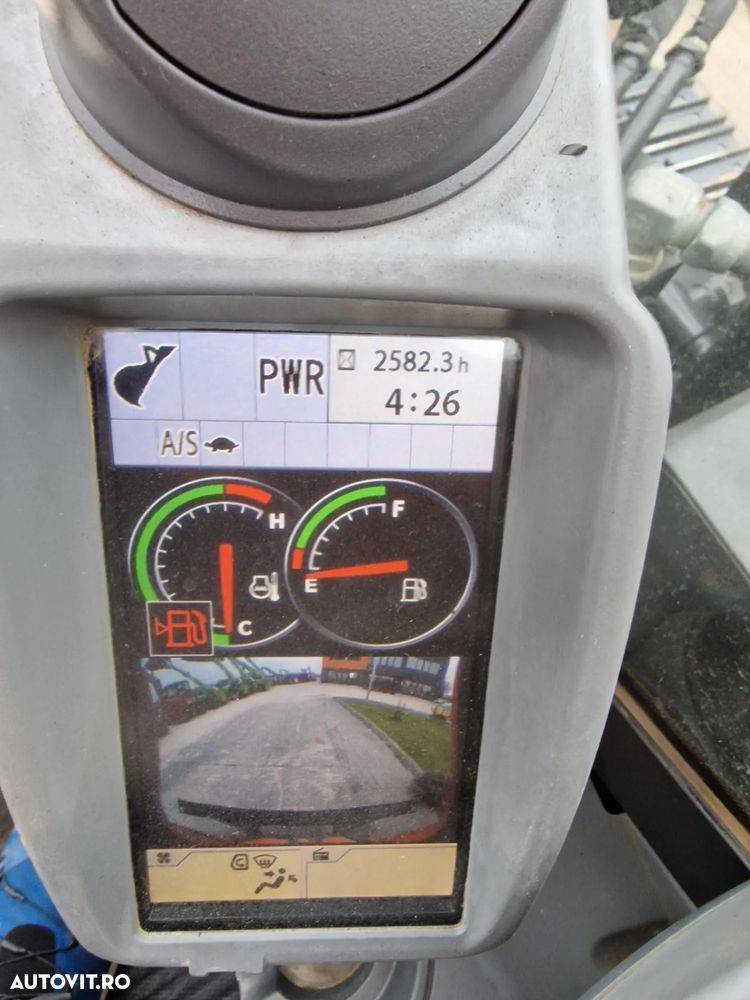 PWR
2582.3 h
4:26
A/S
H
F
E
C
AUTOVIT.RO